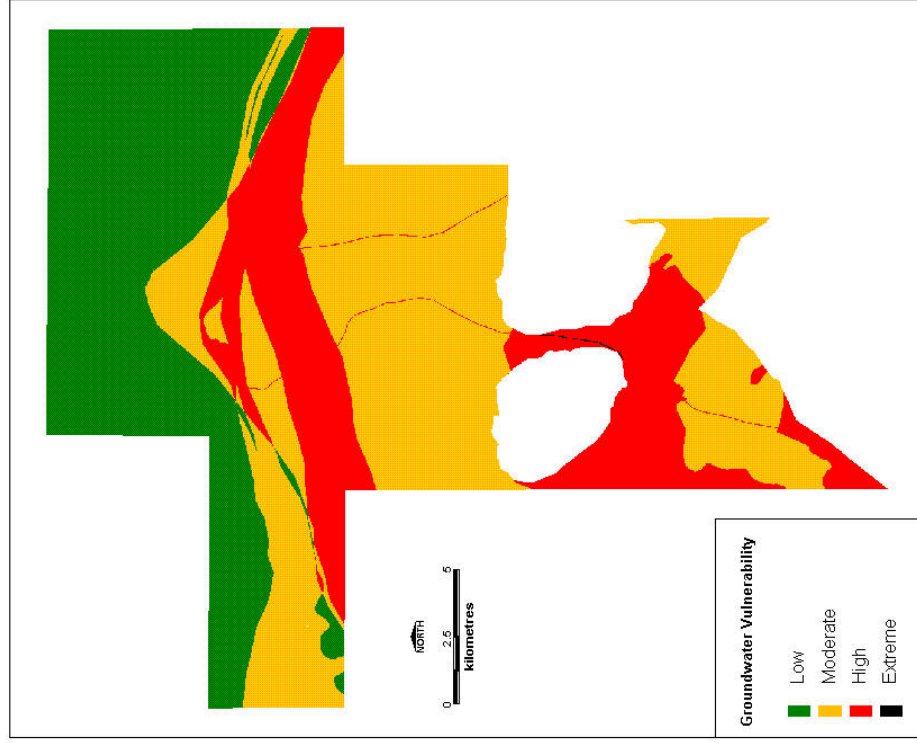 NORTH
0 2.5 5
kilometres
Groundwater Vulnerability
Low
Moderate
High
Extreme